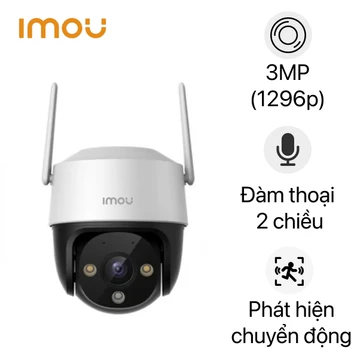 imou
3MP
(1296p)
imou
Đàm thoại
2 chiều
Phát hiện
chuyển động